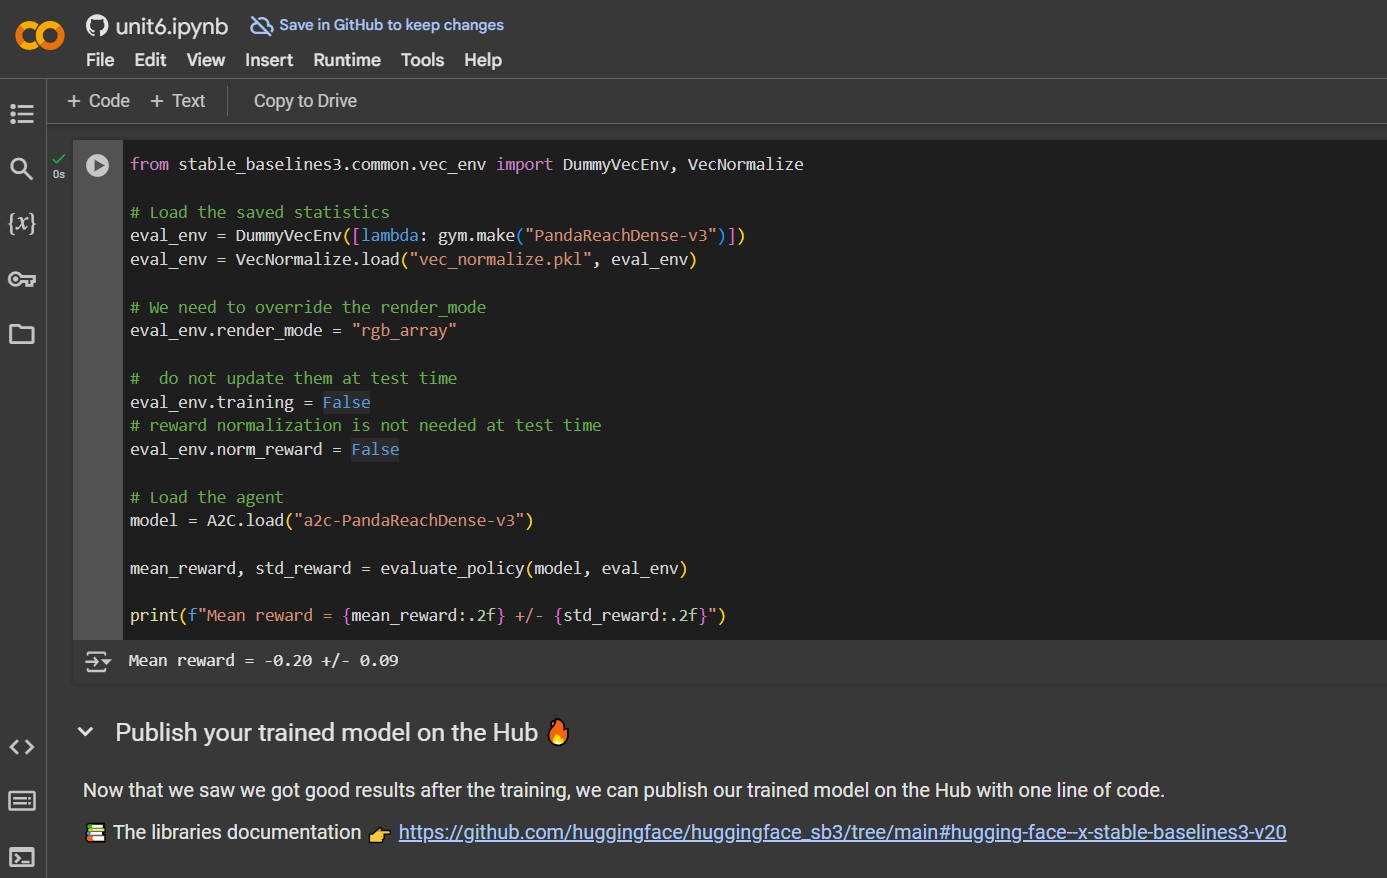 unit6.ipynb
Save in GitHub to keep changes
File Edit View Insert Runtime Tools Help
+ Code + Text Copy to Drive
0s
from stable_baselines3.common.vec_env import DummyVecEnv, VecNormalize
# Load the saved statistics
eval_env = DummyVecEnv([lambda: gym.make("PandaReachDense-v3")])
eval_env = VecNormalize.load("vec_normalize.pkl", eval_env)
# We need to override the render_mode
eval_env.render_mode = "rgb_array"
#  do not update them at test time
eval_env.training = False
# reward normalization is not needed at test time
eval_env.norm_reward = False
# Load the agent
model = A2C.load("a2c-PandaReachDense-v3")
mean_reward, std_reward = evaluate_policy(model, eval_env)
print(f"Mean reward = {mean_reward:.2f} +/- {std_reward:.2f}")
Mean reward = -0.20 +/- 0.09
Publish your trained model on the Hub 🔥
Now that we saw we got good results after the training, we can publish our trained model on the Hub with one line of code.
📚 The libraries documentation 👉 https://github.com/huggingface/huggingface_sb3/tree/main#hugging-face--x-stable-baselines3-v20